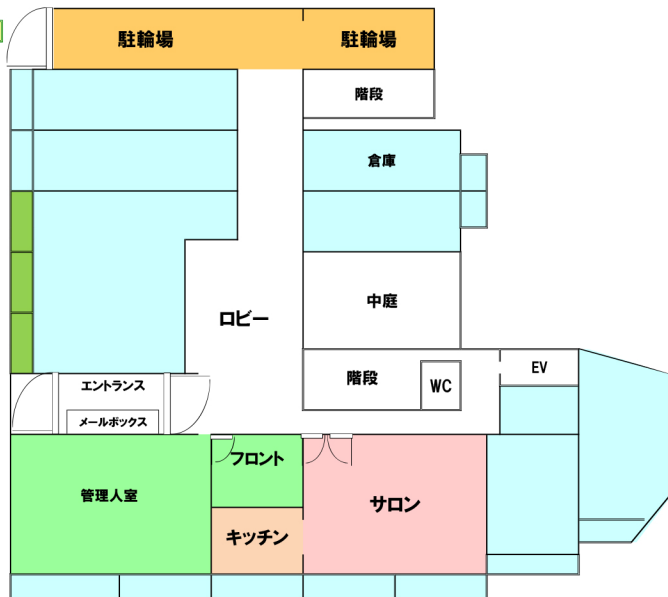 駐輪場
駐輪場
階段
倉庫
中庭
ロビー
階段
WC
EV
エントランス
メールボックス
フロント
管理人室
サロン
キッチン